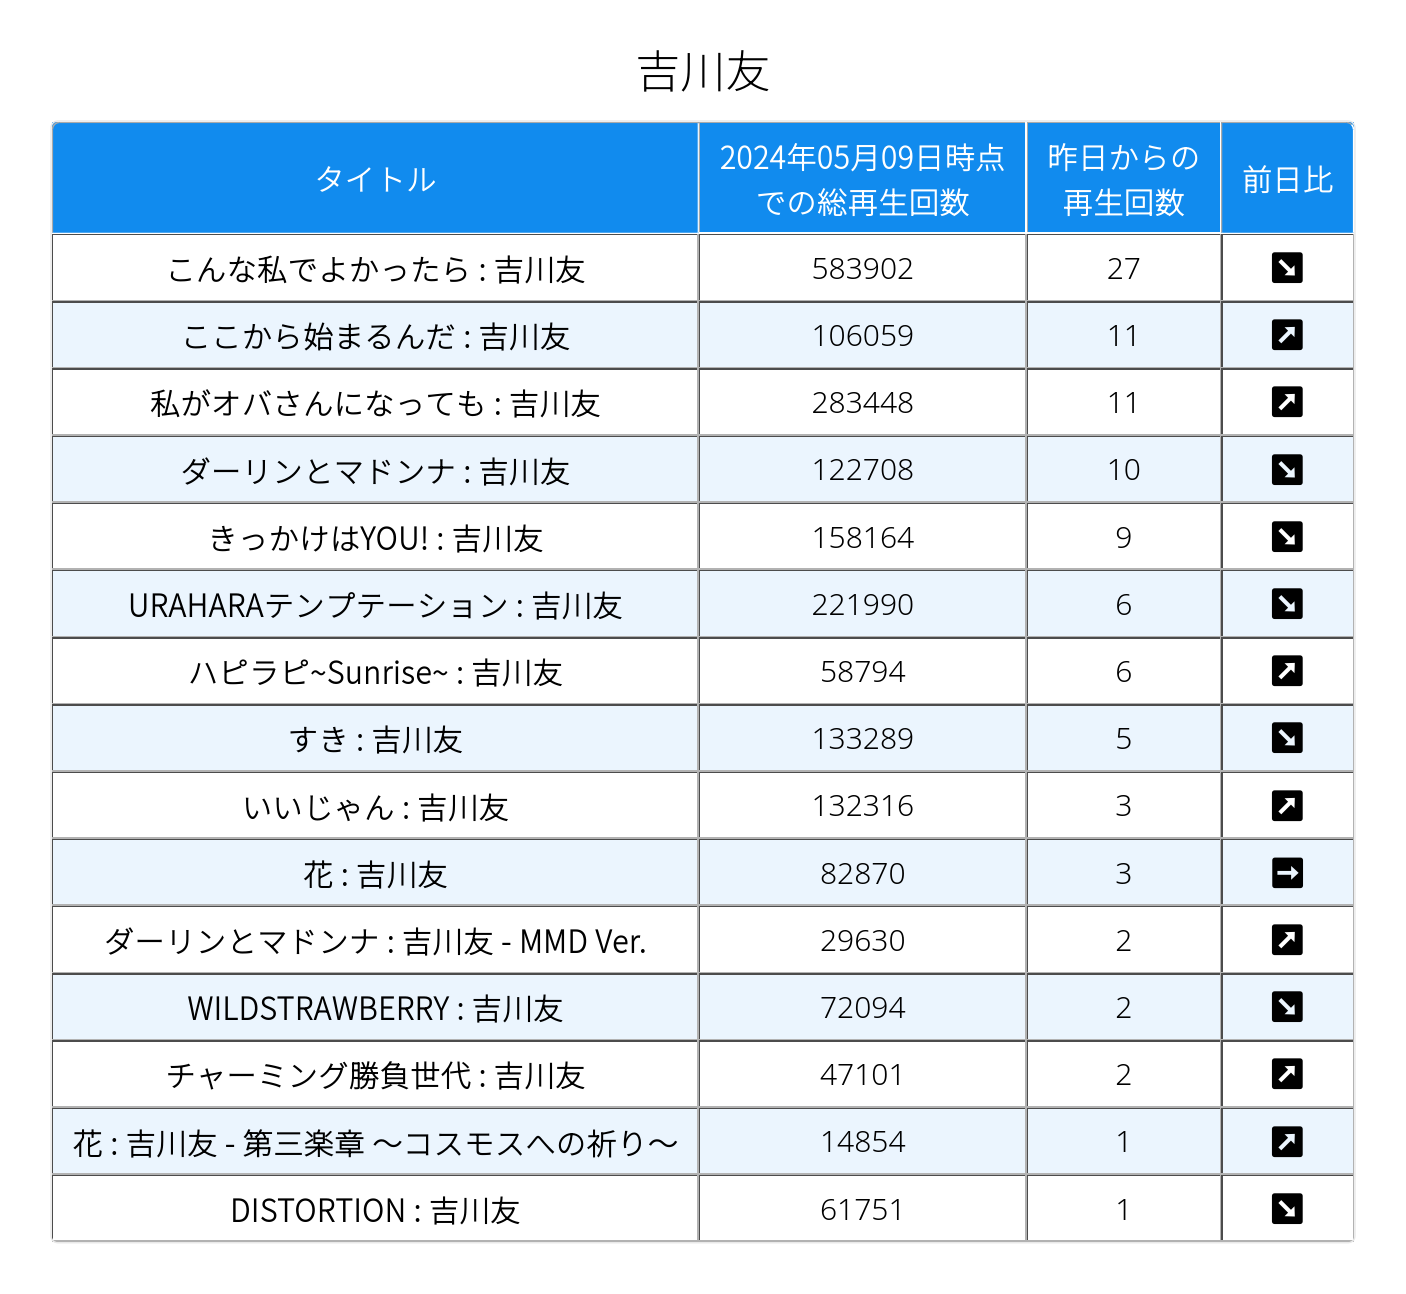 吉川友
タイトル
2024年05月09日時点
での総再生回数
昨日からの
再生回数
前日比
こんな私でよかったら : 吉川友 583902 27 ↘
ここから始まるんだ : 吉川友 106059 11 ↗
私がオバさんになっても : 吉川友 283448 11 ↗
ダーリンとマドンナ : 吉川友 122708 10 ↘
きっかけはYOU! : 吉川友 158164 9 ↘
URAHARAテンプテーション : 吉川友 221990 6 ↘
ハピラピ~Sunrise~ : 吉川友 58794 6 ↗
すき : 吉川友 133289 5 ↘
いいじゃん : 吉川友 132316 3 ↗
花 : 吉川友 82870 3 →
ダーリンとマドンナ : 吉川友 - MMD Ver. 29630 2 ↗
WILDSTRAWBERRY : 吉川友 72094 2 ↘
チャーミング勝負世代 : 吉川友 47101 2 ↗
花 : 吉川友 - 第三楽章 ～コスモスへの祈り～ 14854 1 ↗
DISTORTION : 吉川友 61751 1 ↘